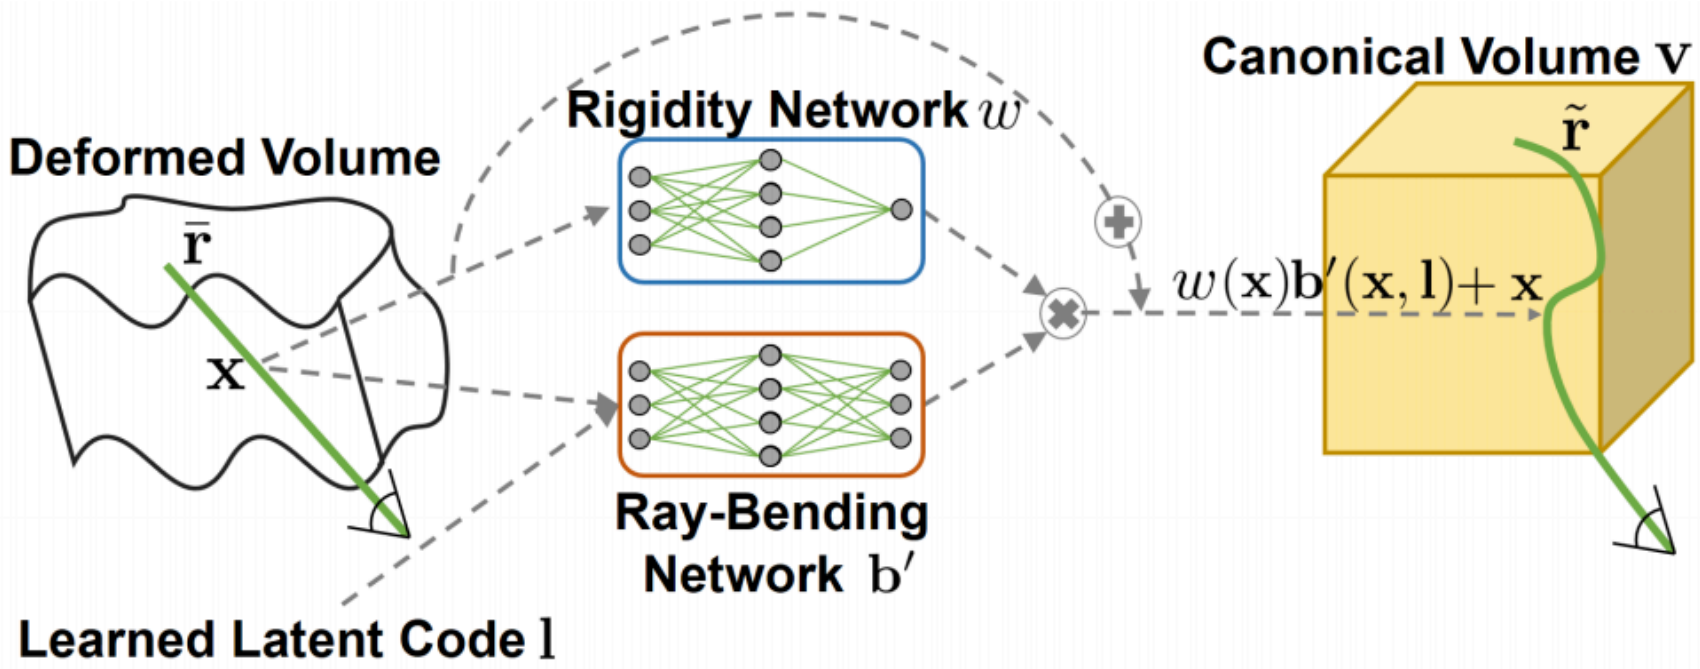 Canonical Volume v
Rigidity Network w
r̃
Deformed Volume
r̄
w(x)b′(x, l)+ x
x
Ray-Bending
Network b′
Learned Latent Code l